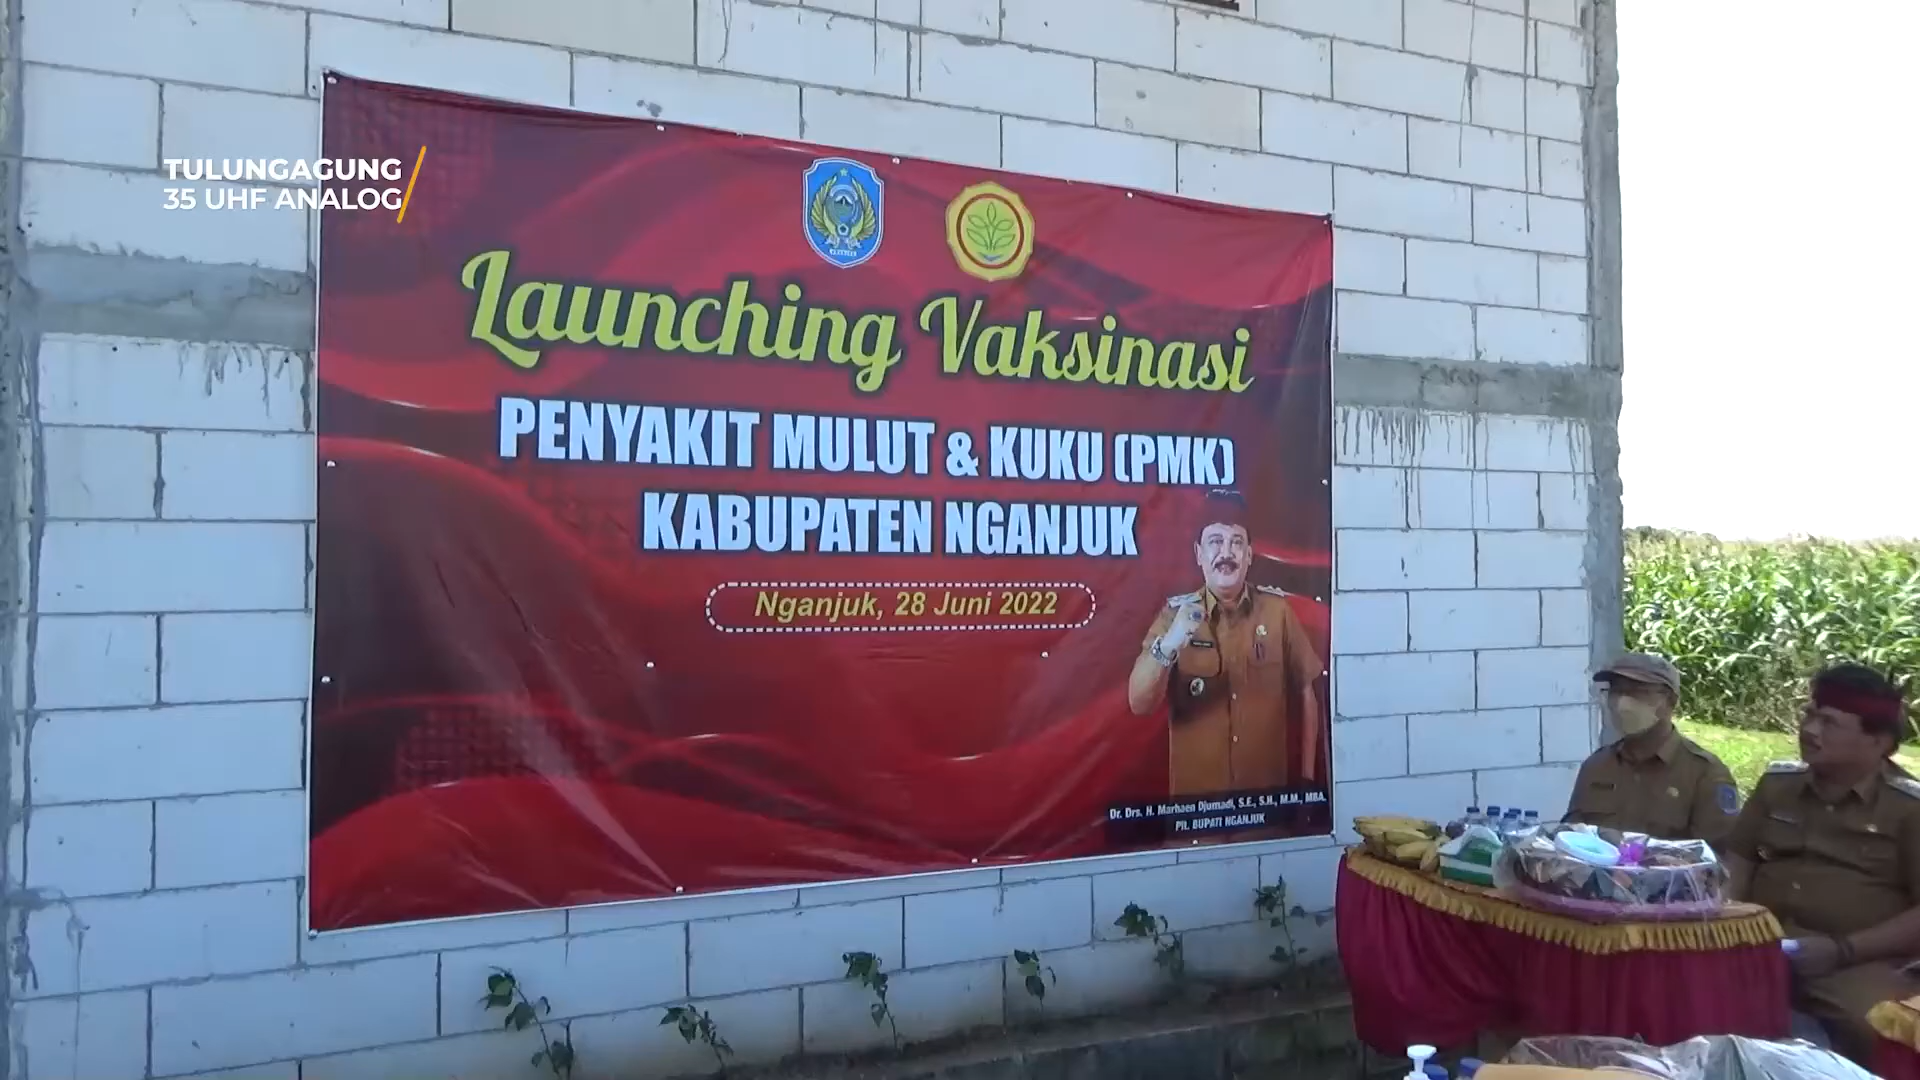 TULUNGAGUNG
35 UHF ANALOG
Launching Vaksinasi
PENYAKIT MULUT & KUKU (PMK)
KABUPATEN NGANJUK
Nganjuk, 28 Juni 2022
Dr. Drs. H. Marhaen Djumadi, S.E., S.H., M.M., MBA.
Plt. BUPATI NGANJUK